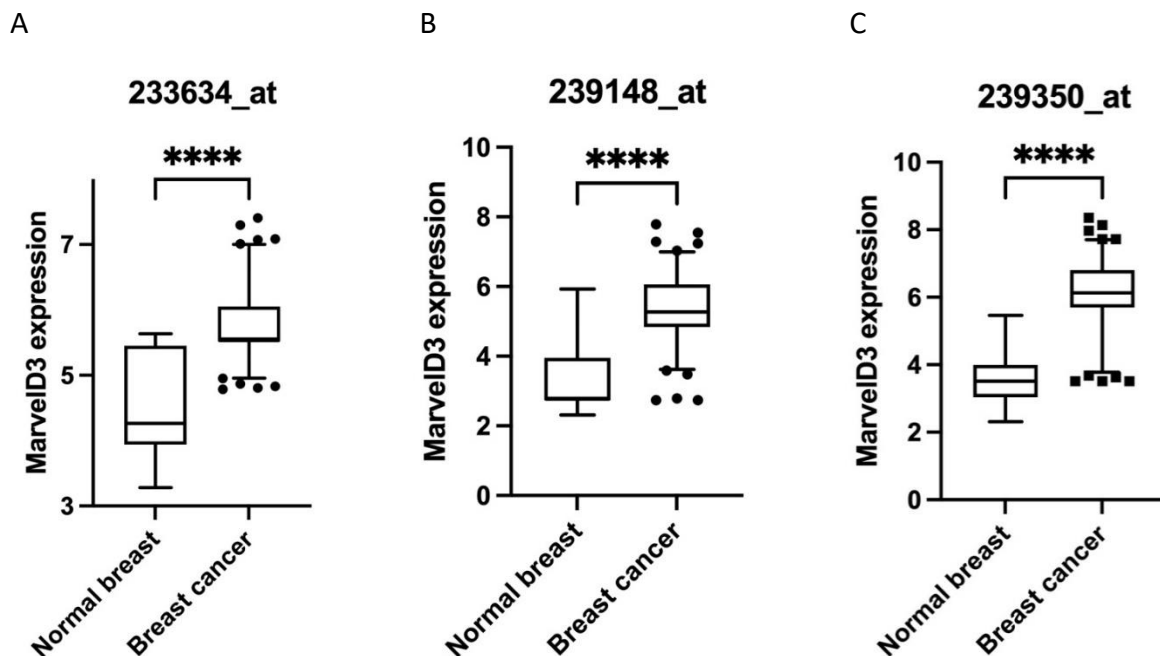 A
B
C
233634_at
****
MarvelD3 expression
7
5
3
Normal breast
Breast cancer
239148_at
****
MarvelD3 expression
10
8
6
4
2
0
Normal breast
Breast cancer
239350_at
****
MarvelD3 expression
10
8
6
4
2
0
Normal breast
Breast cancer